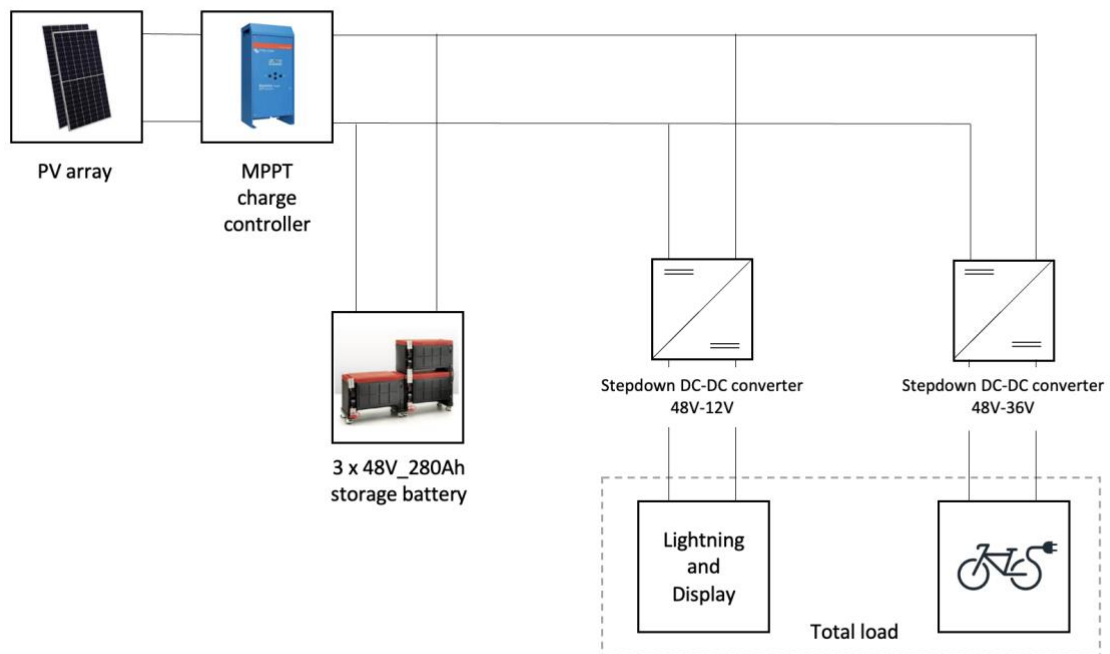 PV array
MPPT
charge
controller
3 x 48V_280Ah
storage battery
Stepdown DC-DC converter
48V-12V
Stepdown DC-DC converter
48V-36V
Lightning
and
Display
Total load